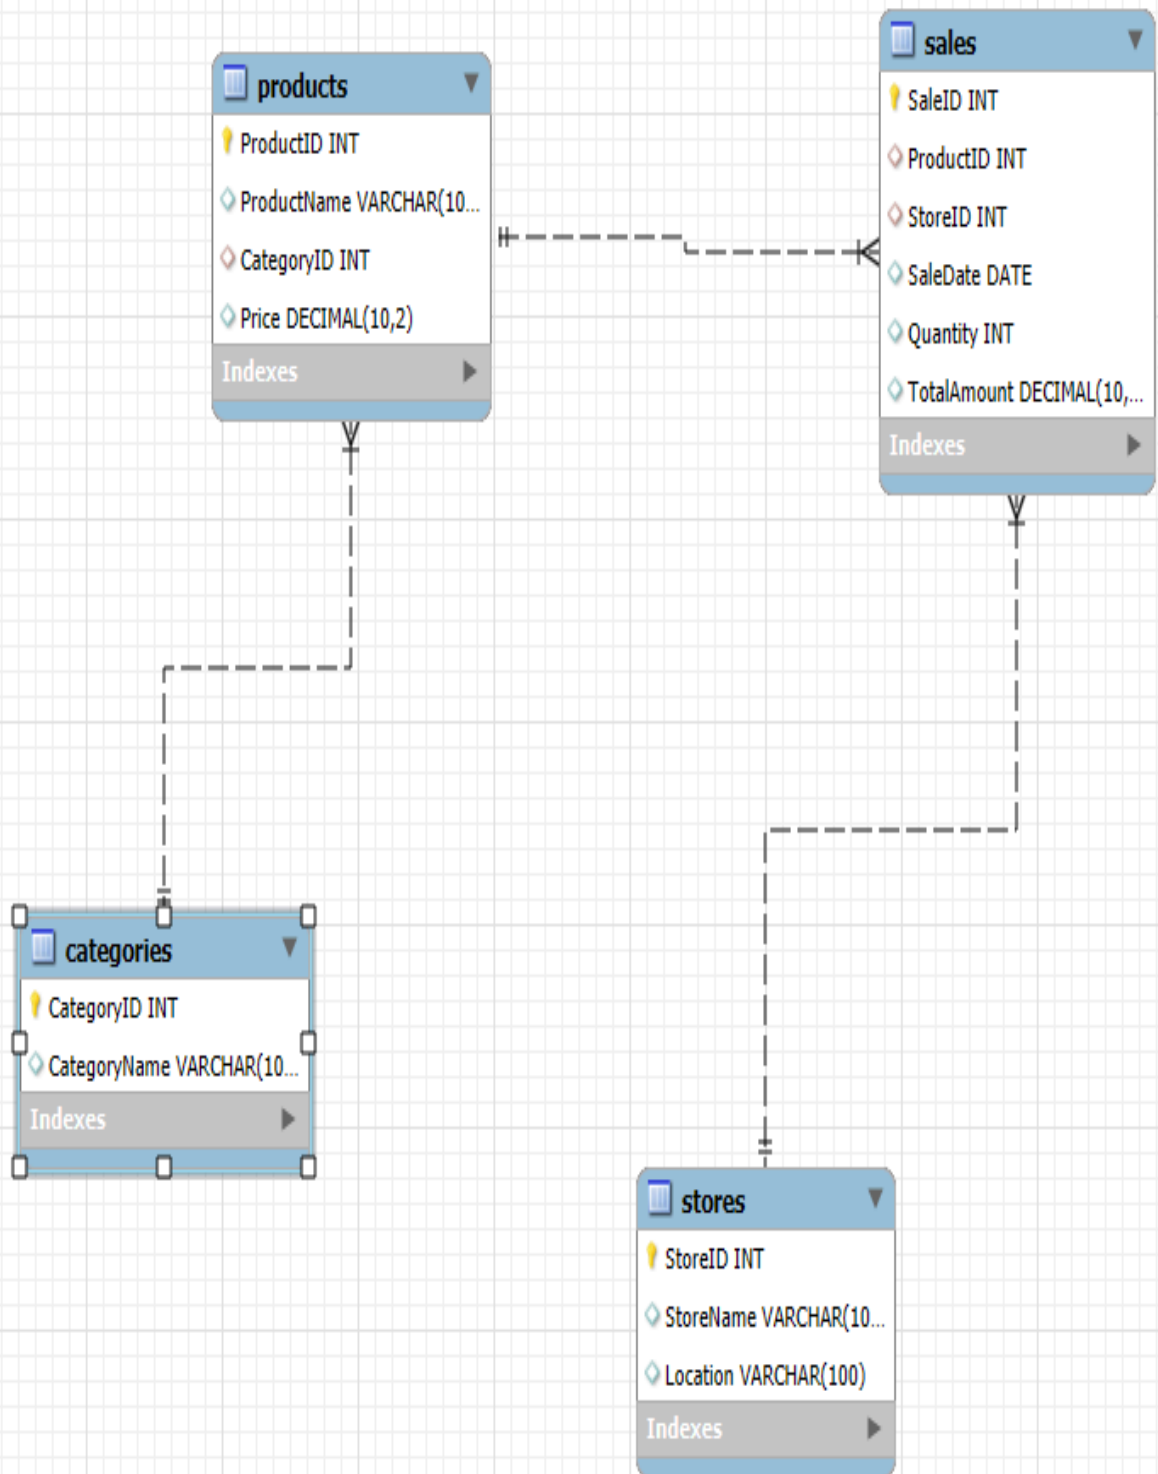 products
ProductID INT
ProductName VARCHAR(10...
CategoryID INT
Price DECIMAL(10,2)
Indexes
sales
SaleID INT
ProductID INT
StoreID INT
SaleDate DATE
Quantity INT
TotalAmount DECIMAL(10,...
Indexes
categories
CategoryID INT
CategoryName VARCHAR(10...
Indexes
stores
StoreID INT
StoreName VARCHAR(10...
Location VARCHAR(100)
Indexes